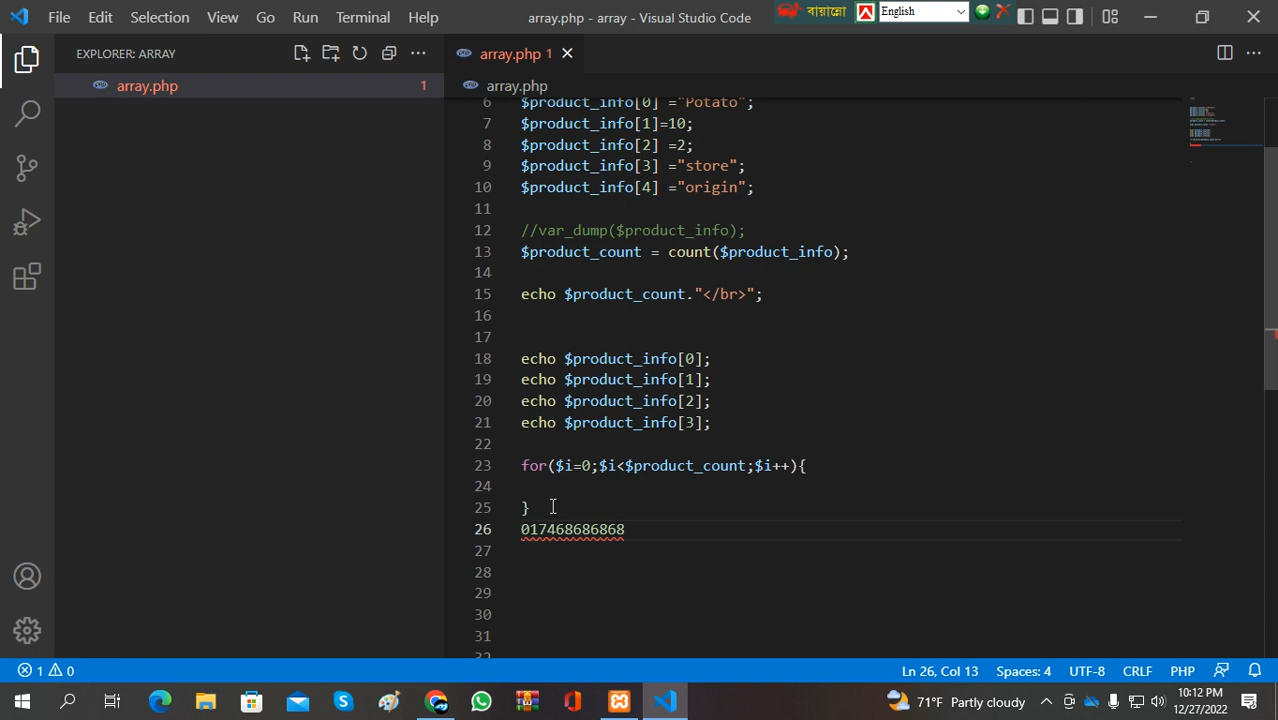 File Edit Selection View Go Run Terminal Help
array.php - array - Visual Studio Code
বায়ান্নো
English
EXPLORER: ARRAY
array.php 1
array.php 1
array.php
6 $product_info[0] ="Potato";
7 $product_info[1]=10;
8 $product_info[2] =2;
9 $product_info[3] ="store";
10 $product_info[4] ="origin";
11
12 //var_dump($product_info);
13 $product_count = count($product_info);
14
15 echo $product_count."</br>";
16
17
18 echo $product_info[0];
19 echo $product_info[1];
20 echo $product_info[2];
21 echo $product_info[3];
22
23 for($i=0;$i<$product_count;$i++){
24
25 }
26 017468686868
27
28
29
30
31
32
1 0 Ln 26, Col 13 Spaces: 4 UTF-8 CRLF PHP
71°F Partly cloudy
10:12 PM
12/27/2022